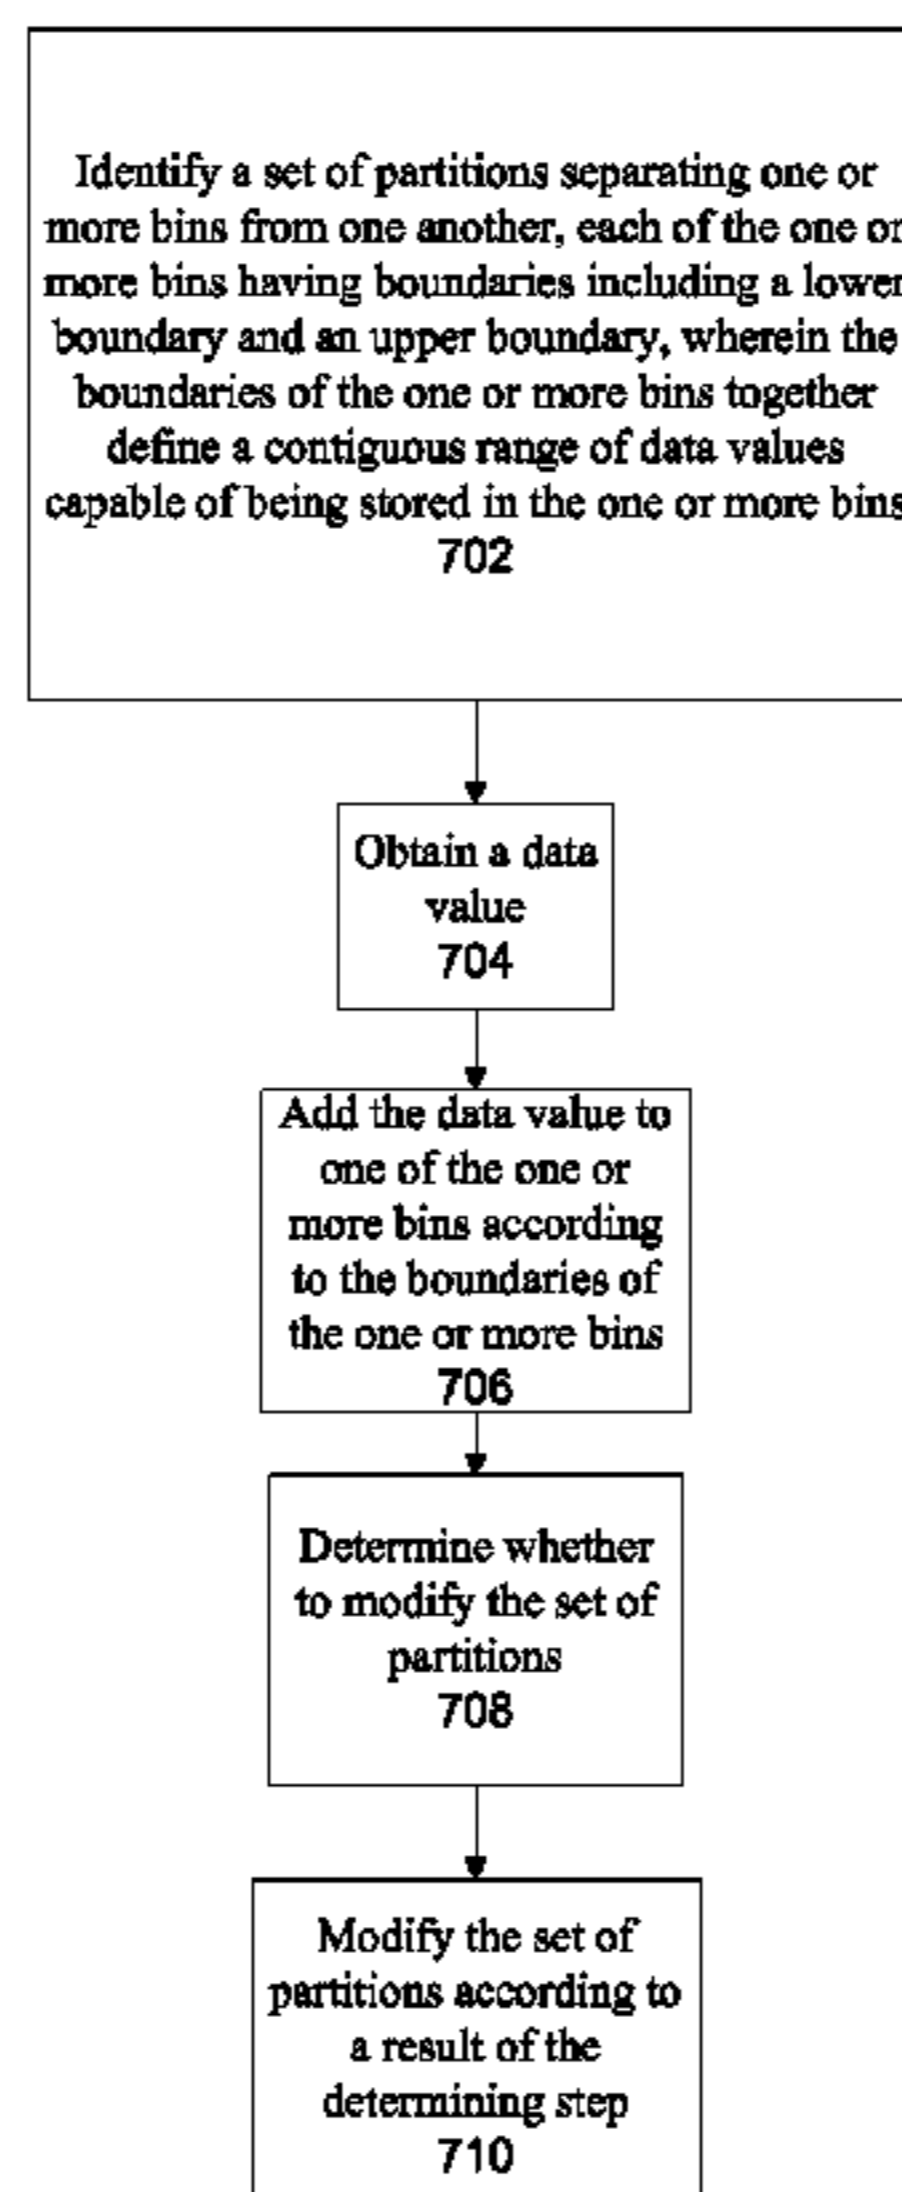 Identify a set of partitions separating one or
more bins from one another, each of the one or
more bins having boundaries including a lower
boundary and an upper boundary, wherein the
boundaries of the one or more bins together
define a contiguous range of data values
capable of being stored in the one or more bins
702
Obtain a data
value
704
Add the data value to
one of the one or
more bins according
to the boundaries of
the one or more bins
706
Determine whether
to modify the set of
partitions
708
Modify the set of
partitions according to
a result of the
determining step
710